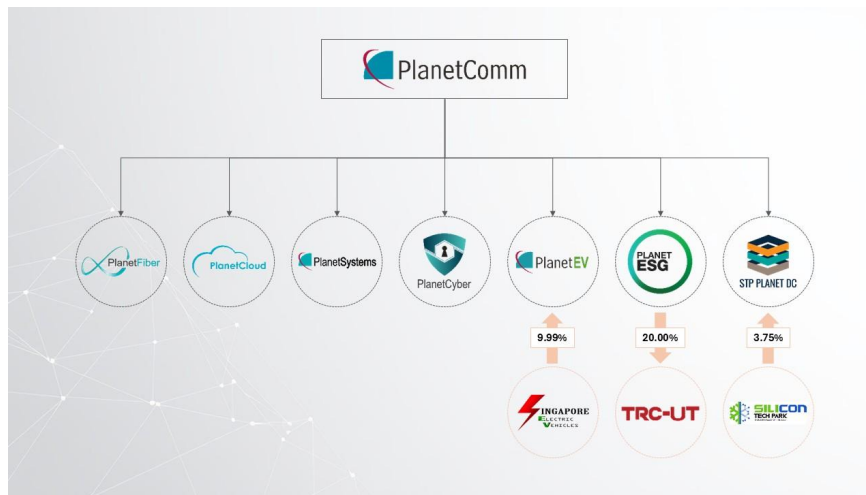 PlanetComm
PlanetFiber
PlanetCloud
PlanetSystems
PlanetCyber
PlanetEV
PLANET
ESG
STP PLANET DC
9.99%
20.00%
3.75%
SINGAPORE
ELECTRIC
VEHICLES
TRC-UT
SILICON
TECH PARK